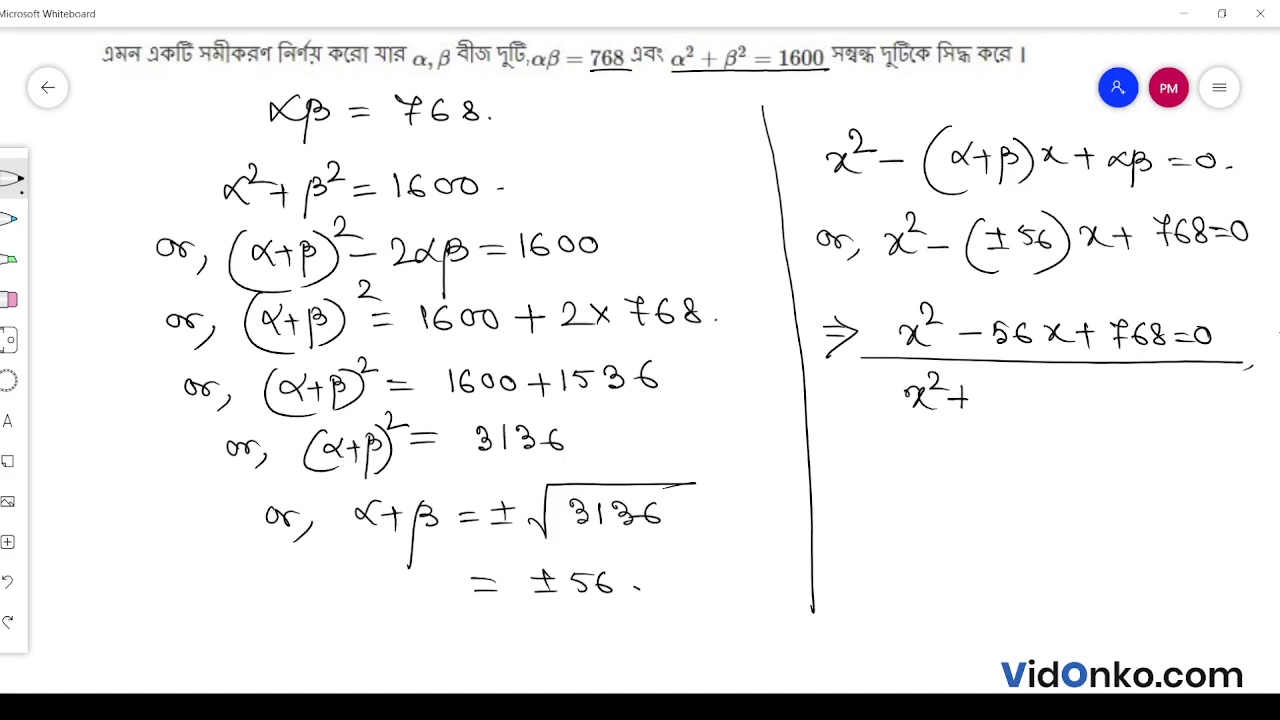 Microsoft Whiteboard
এমন একটি সমীকরণ নির্ণয় করো যার α, β বীজ দুটি,αβ = 768 এবং α² + β² = 1600 সম্বন্ধ দুটিকে সিদ্ধ করে ।
PM
αβ = 768.
α² + β² = 1600 .
or, (α+β)² - 2αβ = 1600
or, (α+β)² = 1600 + 2 × 768.
or, (α+β)² = 1600 + 1536
or, (α+β)² = 3136
or, α+β = ± √3136
= ± 56 .
x² - (α+β)x + αβ = 0.
or, x² - (± 56) x + 768 = 0
⇒ x² - 56 x + 768 = 0 ,
x² +
A
VidOnko.com